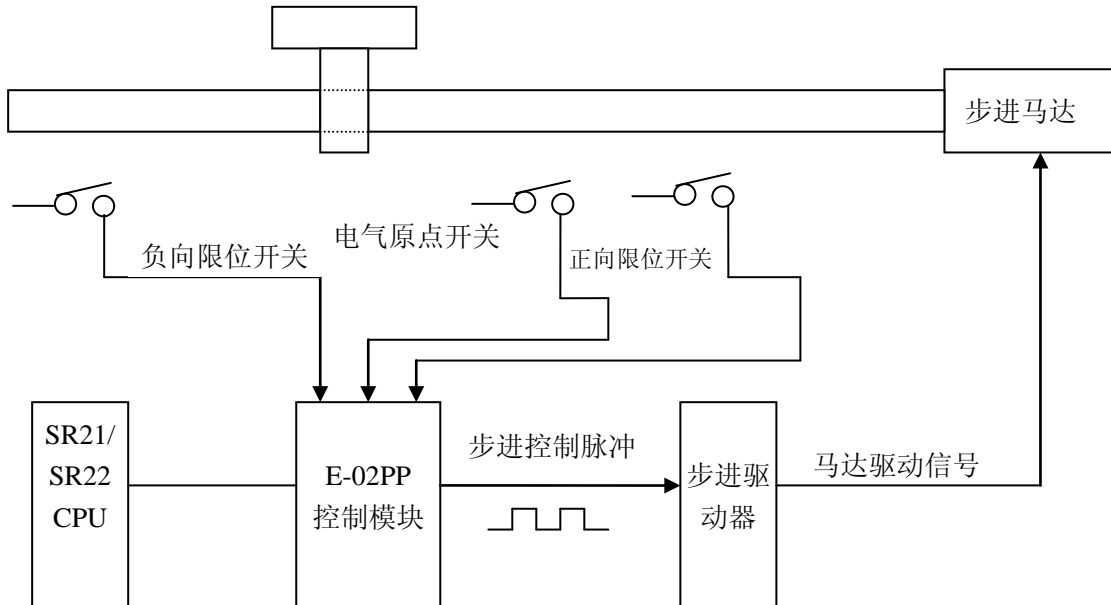 步进马达
电气原点开关
负向限位开关
正向限位开关
SR21/
SR22
CPU
E-02PP
控制模块
步进控制脉冲
步进驱
动器
马达驱动信号